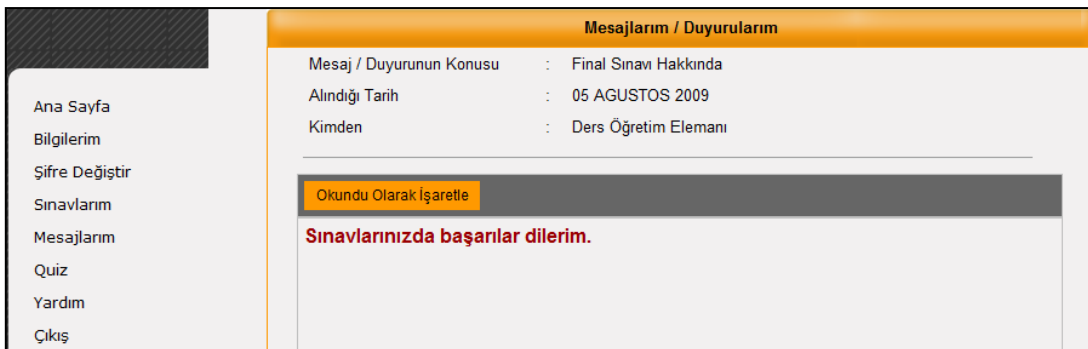 Mesajlarım / Duyurularım
Mesaj / Duyurunun Konusu : Final Sınavı Hakkında
Alındığı Tarih : 05 AGUSTOS 2009
Kimden : Ders Öğretim Elemanı
Okundu Olarak İşaretle
Sınavlarınızda başarılar dilerim.
Ana Sayfa
Bilgilerim
Şifre Değiştir
Sınavlarım
Mesajlarım
Quiz
Yardım
Çıkış